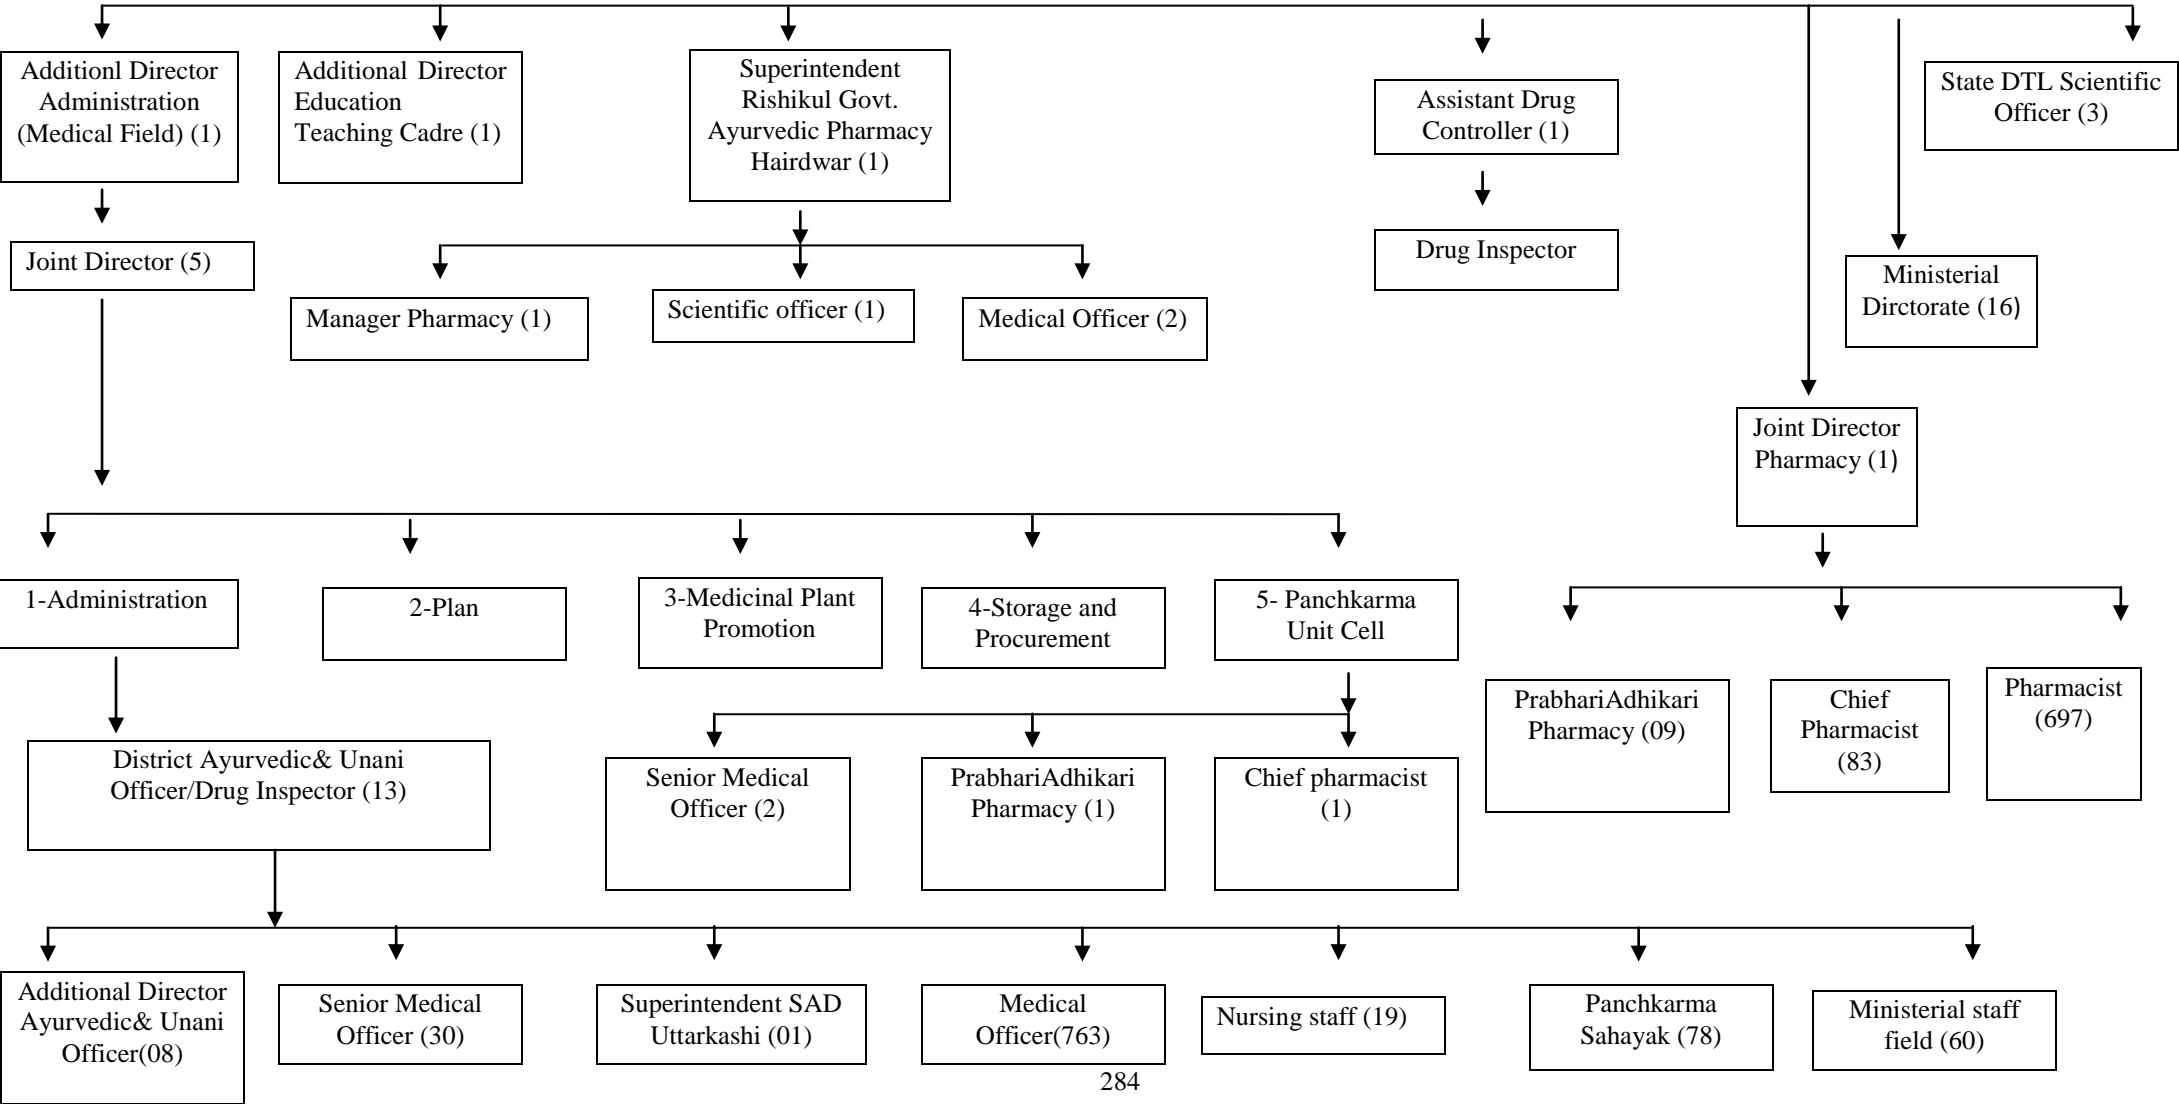 Additionl Director
Administration
(Medical Field) (1)
Additional Director
Education
Teaching Cadre (1)
Superintendent
Rishikul Govt.
Ayurvedic Pharmacy
Hairdwar (1)
Assistant Drug
Controller (1)
State DTL Scientific
Officer (3)
Joint Director (5)
Drug Inspector
Ministerial
Dirctorate (16)
Manager Pharmacy (1)
Scientific officer (1)
Medical Officer (2)
Joint Director
Pharmacy (1)
1-Administration
2-Plan
3-Medicinal Plant
Promotion
4-Storage and
Procurement
5- Panchkarma
Unit Cell
PrabhariAdhikari
Pharmacy (09)
Chief
Pharmacist
(83)
Pharmacist
(697)
District Ayurvedic& Unani
Officer/Drug Inspector (13)
Senior Medical
Officer (2)
PrabhariAdhikari
Pharmacy (1)
Chief pharmacist
(1)
Additional Director
Ayurvedic& Unani
Officer(08)
Senior Medical
Officer (30)
Superintendent SAD
Uttarkashi (01)
Medical
Officer(763)
Nursing staff (19)
Panchkarma
Sahayak (78)
Ministerial staff
field (60)
284